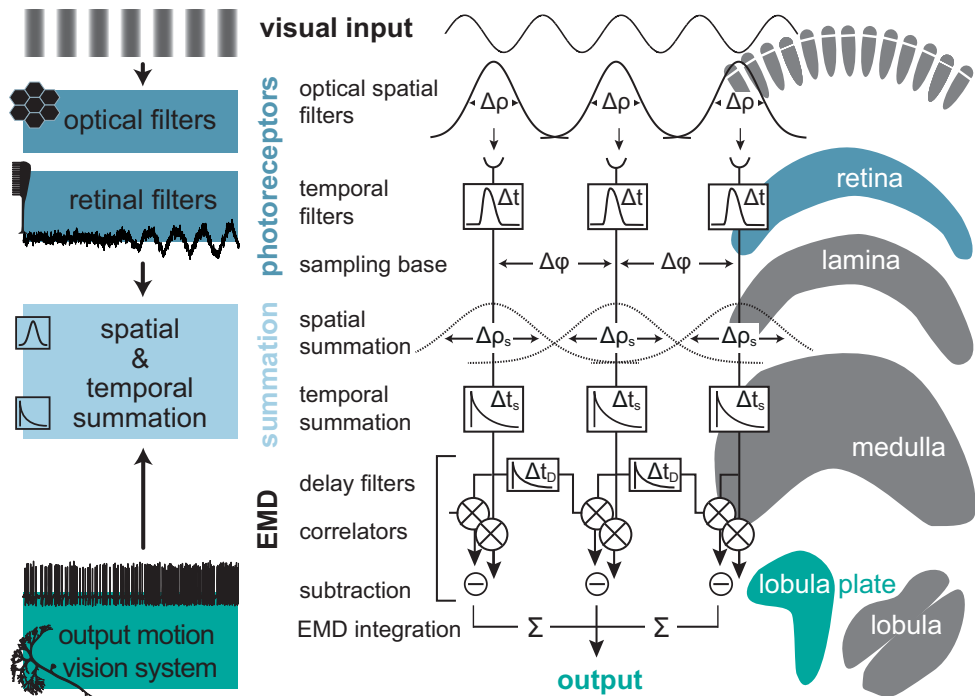 visual input
optical filters
retinal filters
spatial
&
temporal
summation
output motion
vision system
photoreceptors
summation
EMD
optical spatial
filters
Δρ Δρ Δρ
temporal
filters
Δt Δt Δt
sampling base
Δφ Δφ
spatial
summation
Δρs Δρs Δρs
temporal
summation
Δts Δts Δts
delay filters
ΔtD ΔtD
correlators
subtraction
EMD integration
Σ Σ
output
retina
lamina
medulla
lobula plate
lobula